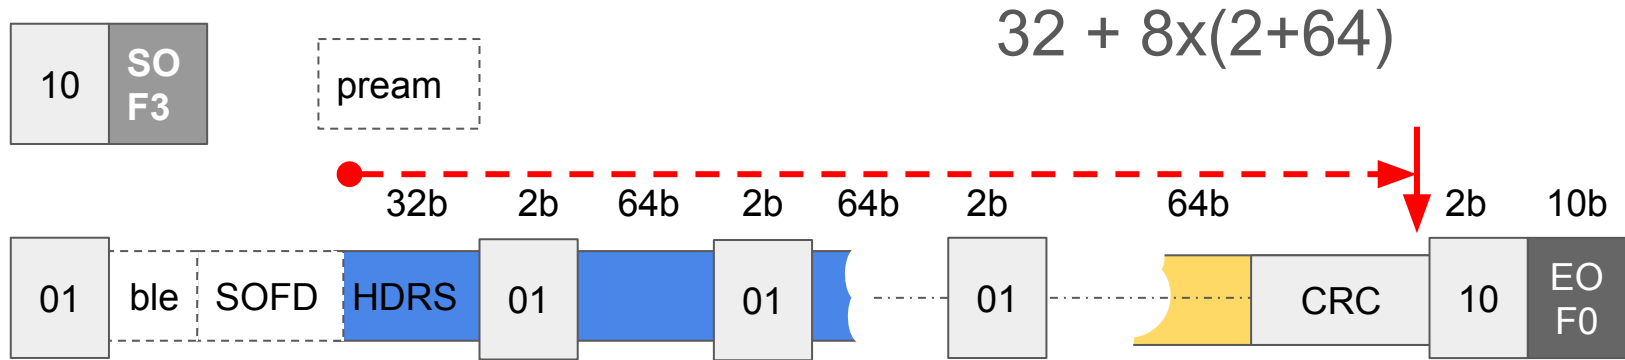 32 + 8x(2+64)
10 SO F3
pream
32b 2b 64b 2b 64b 2b 64b 2b 10b
01 ble SOFD HDRS 01 01 01 CRC 10 EO F0